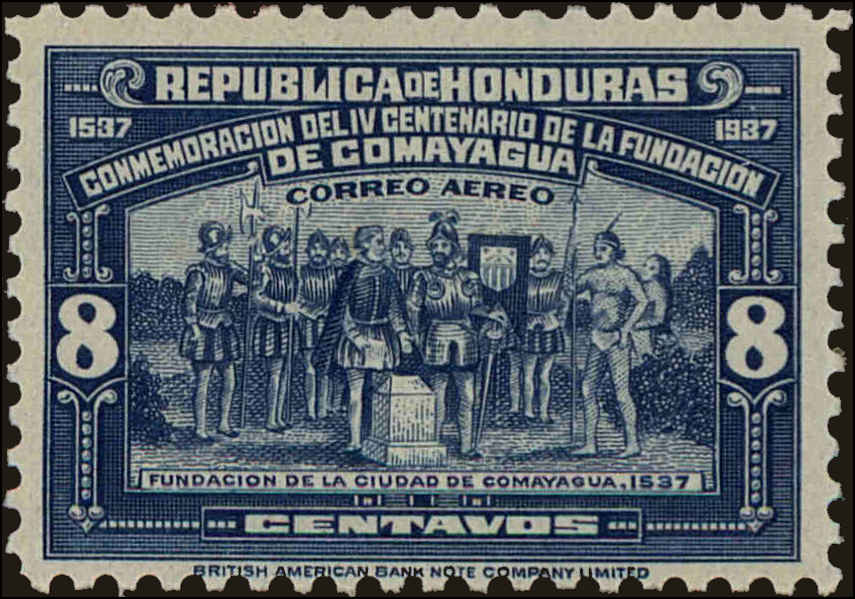 REPUBLICA DE HONDURAS
1537 1937
CONMEMORACION DEL IV CENTENARIO DE LA FUNDACION
DE COMAYAGUA
CORREO AEREO
8 8
FUNDACION DE LA CIUDAD DE COMAYAGUA, 1537
CENTAVOS
BRITISH AMERICAN BANK NOTE COMPANY LIMITED